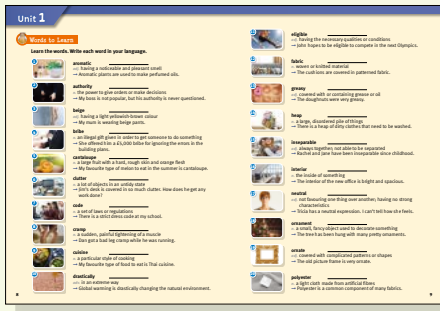 Unit 1
Words to Learn
Learn the words. Write each word in your language.
aromatic
adj. having a noticeable and pleasant smell
→ Aromatic plants are used to make perfumed oils.
authority
n. the power to give orders or make decisions
→ My boss is not popular, but his authority is never questioned.
beige
adj. having a light yellowish-brown colour
→ My mum is wearing beige pants.
bribe
n. an illegal gift given in order to get someone to do something
→ She offered him a £5,000 bribe for ignoring the errors in the
building plans.
cantaloupe
n. a large fruit with a hard, rough skin and orange flesh
→ My favourite type of melon to eat in the summer is cantaloupe.
clutter
n. a lot of objects in an untidy state
→ Jim's desk is covered in so much clutter. How does he get any
work done?
code
n. a set of laws or regulations
→ There is a strict dress code at my school.
cramp
n. a sudden, painful tightening of a muscle
→ Dan got a bad leg cramp while he was running.
cuisine
n. a particular style of cooking
→ My favourite type of food to eat is Thai cuisine.
drastically
adv. in an extreme way
→ Global warming is drastically changing the natural environment.
8
eligible
adj. having the necessary qualities or conditions
→ John hopes to be eligible to compete in the next Olympics.
fabric
n. woven or knitted material
→ The cushions are covered in patterned fabric.
greasy
adj. covered with or containing grease or oil
→ The doughnuts were very greasy.
heap
n. a large, disordered pile of things
→ There is a heap of dirty clothes that need to be washed.
inseparable
adj. always together; not able to be separated
→ Rachel and Jane have been inseparable since childhood.
interior
n. the inside of something
→ The interior of the new office is bright and spacious.
neutral
adj. not favouring one thing over another; having no strong
characteristics
→ Tricia has a neutral expression. I can't tell how she feels.
ornament
n. a small, fancy object used to decorate something
→ The tree has been hung with many pretty ornaments.
ornate
adj. covered with complicated patterns or shapes
→ The old picture frame is very ornate.
polyester
n. a light cloth made from artificial fibres
→ Polyester is a common component of many fabrics.
9